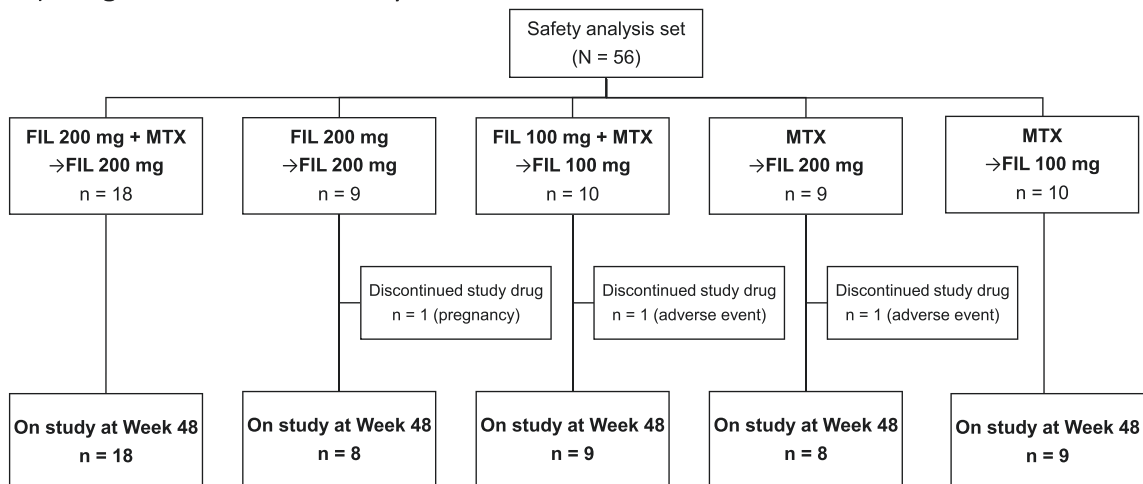 Safety analysis set
(N = 56)
FIL 200 mg + MTX
→FIL 200 mg
n = 18
FIL 200 mg
→FIL 200 mg
n = 9
FIL 100 mg + MTX
→FIL 100 mg
n = 10
MTX
→FIL 200 mg
n = 9
MTX
→FIL 100 mg
n = 10
Discontinued study drug
n = 1 (pregnancy)
Discontinued study drug
n = 1 (adverse event)
Discontinued study drug
n = 1 (adverse event)
On study at Week 48
n = 18
On study at Week 48
n = 8
On study at Week 48
n = 9
On study at Week 48
n = 8
On study at Week 48
n = 9